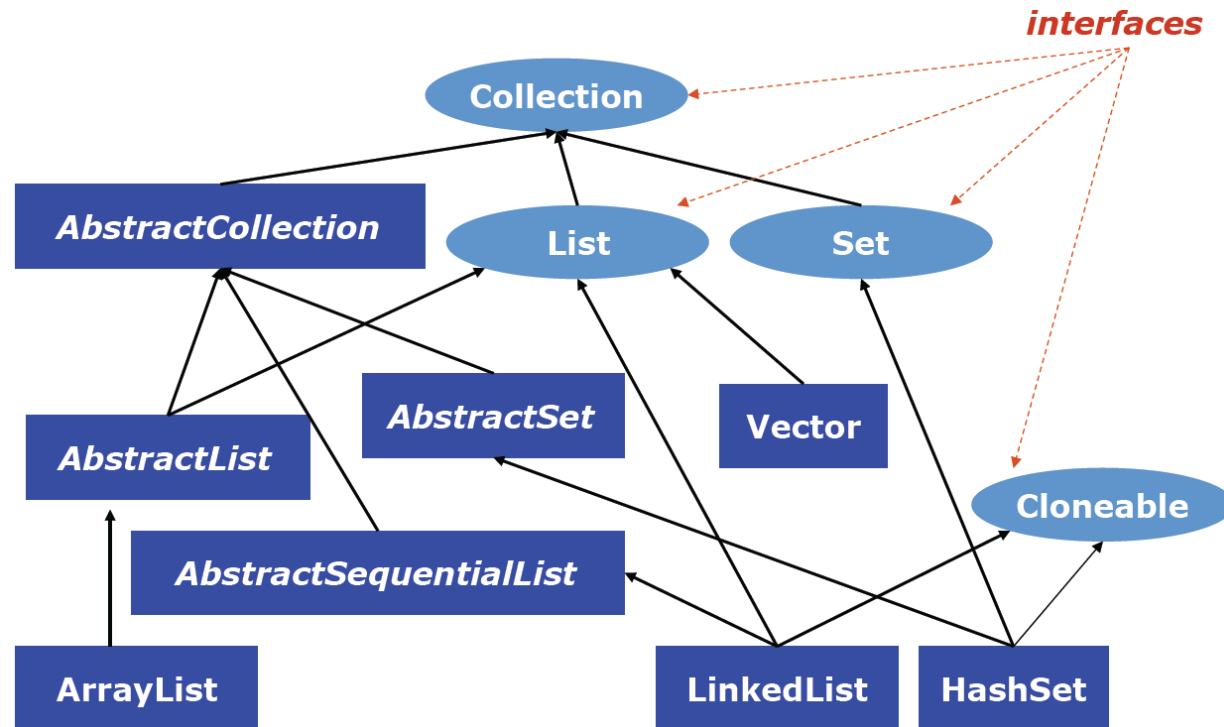 interfaces
Collection
AbstractCollection
List
Set
AbstractSet
Vector
AbstractList
Cloneable
AbstractSequentialList
ArrayList
LinkedList
HashSet